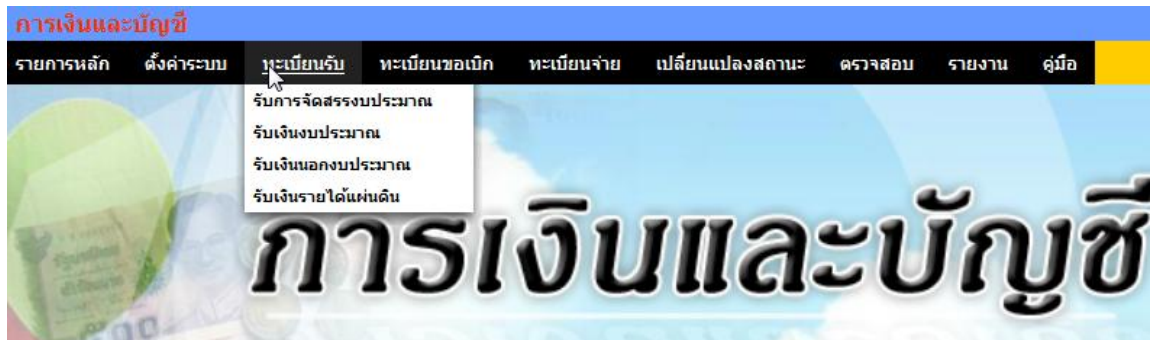 การเงินและบัญชี
รายการหลัก ตั้งค่าระบบ ทะเบียนรับ ทะเบียนขอเบิก ทะเบียนจ่าย เปลี่ยนแปลงสถานะ ตรวจสอบ รายงาน คู่มือ
รับการจัดสรรงบประมาณ
รับเงินงบประมาณ
รับเงินนอกงบประมาณ
รับเงินรายได้แผ่นดิน
การเงินและบัญชี